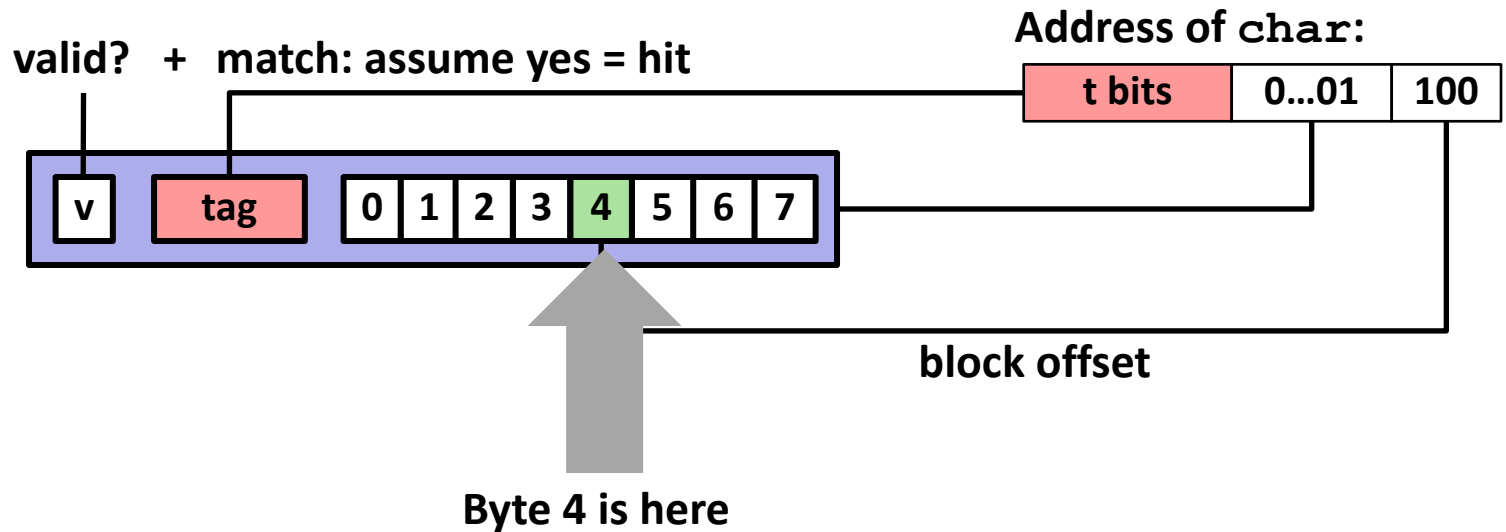 Address of char:
valid? + match: assume yes = hit
t bits 0...01 100
v tag 0 1 2 3 4 5 6 7
block offset
Byte 4 is here